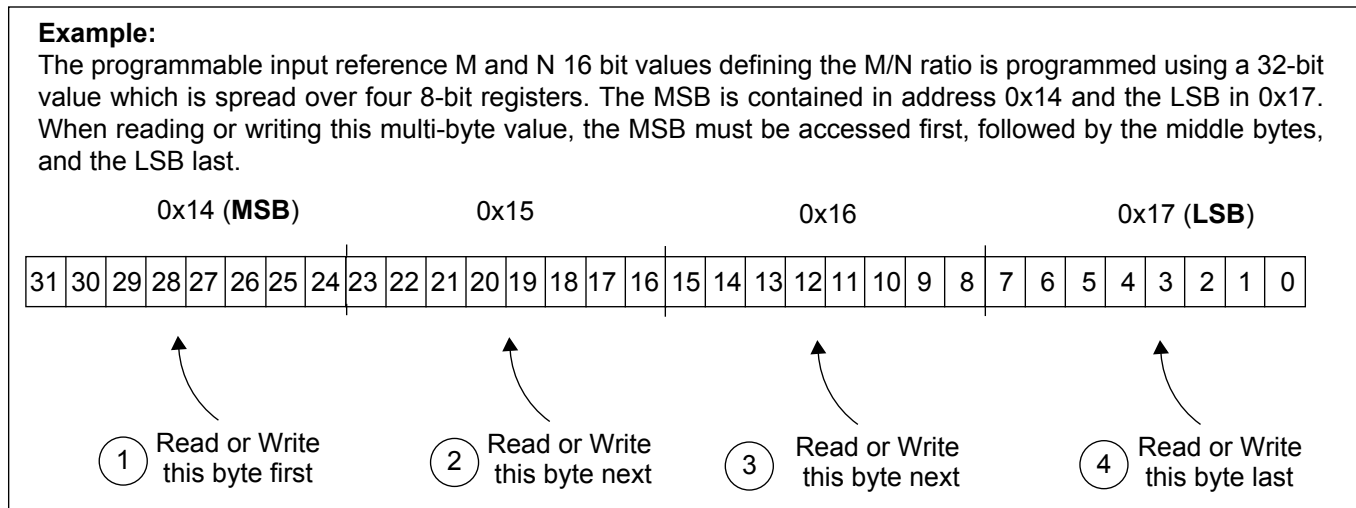 Example:
The programmable input reference M and N 16 bit values defining the M/N ratio is programmed using a 32-bit
value which is spread over four 8-bit registers. The MSB is contained in address 0x14 and the LSB in 0x17.
When reading or writing this multi-byte value, the MSB must be accessed first, followed by the middle bytes,
and the LSB last.
0x14 (MSB) 0x15 0x16 0x17 (LSB)
31 30 29 28 27 26 25 24 23 22 21 20 19 18 17 16 15 14 13 12 11 10 9 8 7 6 5 4 3 2 1 0
1 Read or Write
this byte first
2 Read or Write
this byte next
3 Read or Write
this byte next
4 Read or Write
this byte last